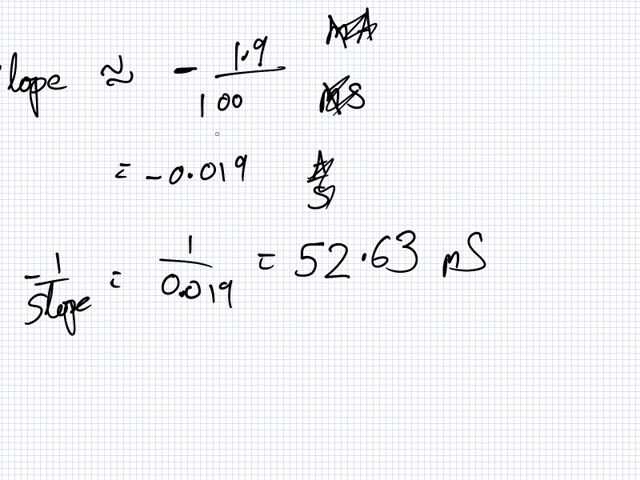 lope ≈ - 1.9 / 100
= -0.019
-1/slope = 1/0.019 = 52.63 mS